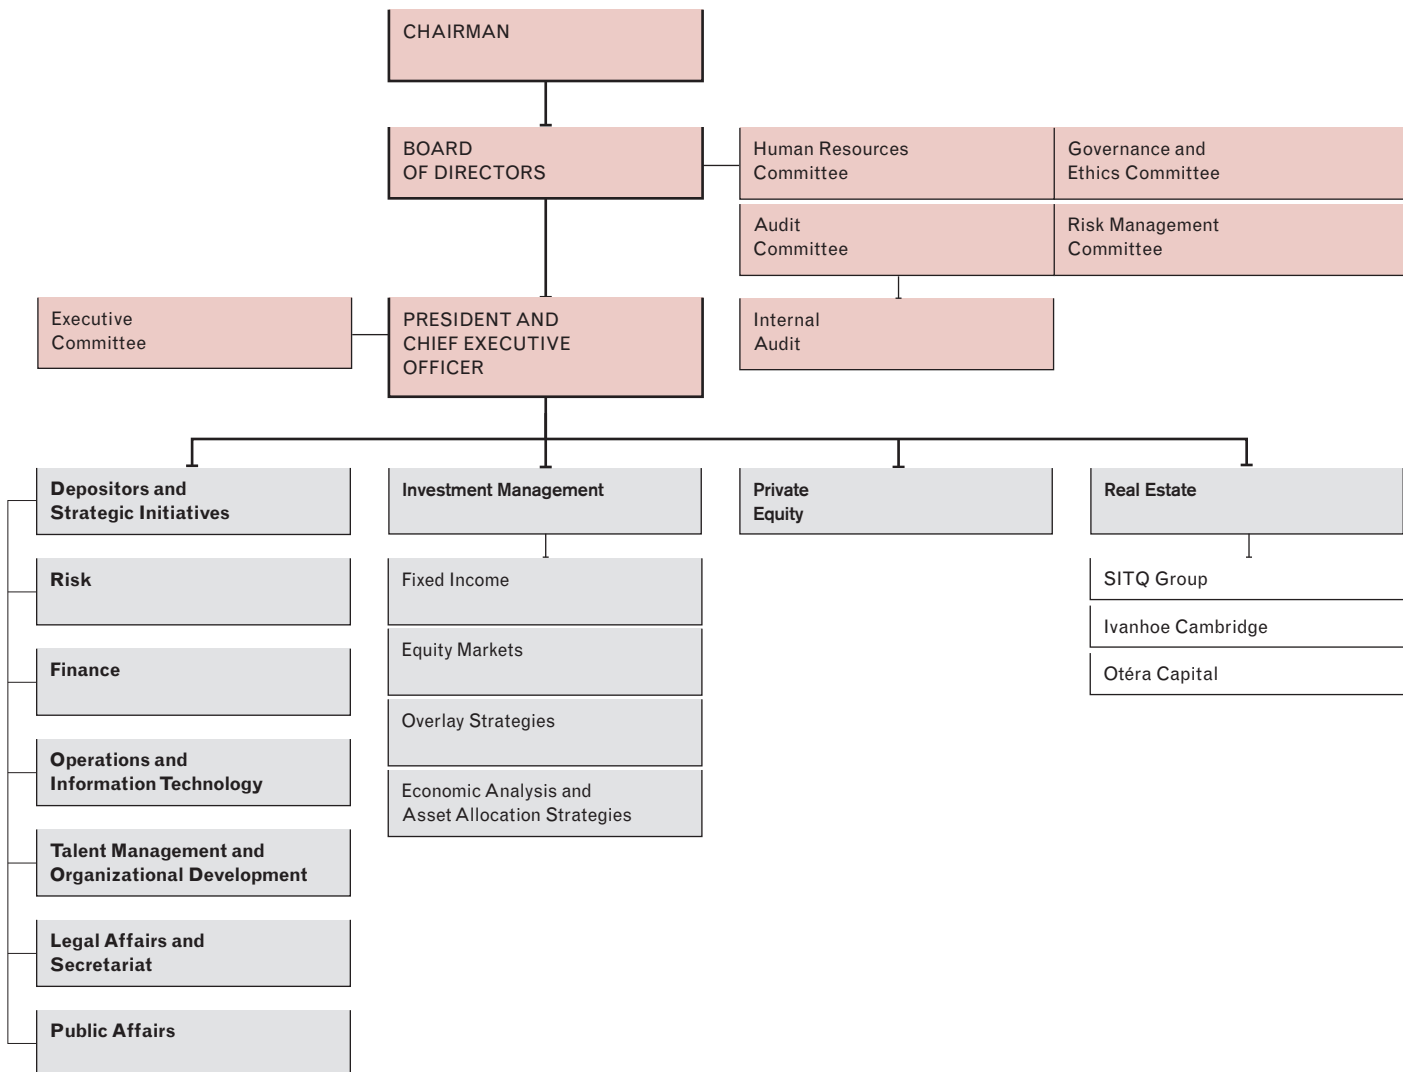 CHAIRMAN
BOARD
OF DIRECTORS
Human Resources
Committee
Governance and
Ethics Committee
Audit
Committee
Risk Management
Committee
Executive
Committee
PRESIDENT AND
CHIEF EXECUTIVE
OFFICER
Internal
Audit
Depositors and
Strategic Initiatives
Risk
Finance
Operations and
Information Technology
Talent Management and
Organizational Development
Legal Affairs and
Secretariat
Public Affairs
Investment Management
Fixed Income
Equity Markets
Overlay Strategies
Economic Analysis and
Asset Allocation Strategies
Private
Equity
Real Estate
SITQ Group
Ivanhoe Cambridge
Otéra Capital